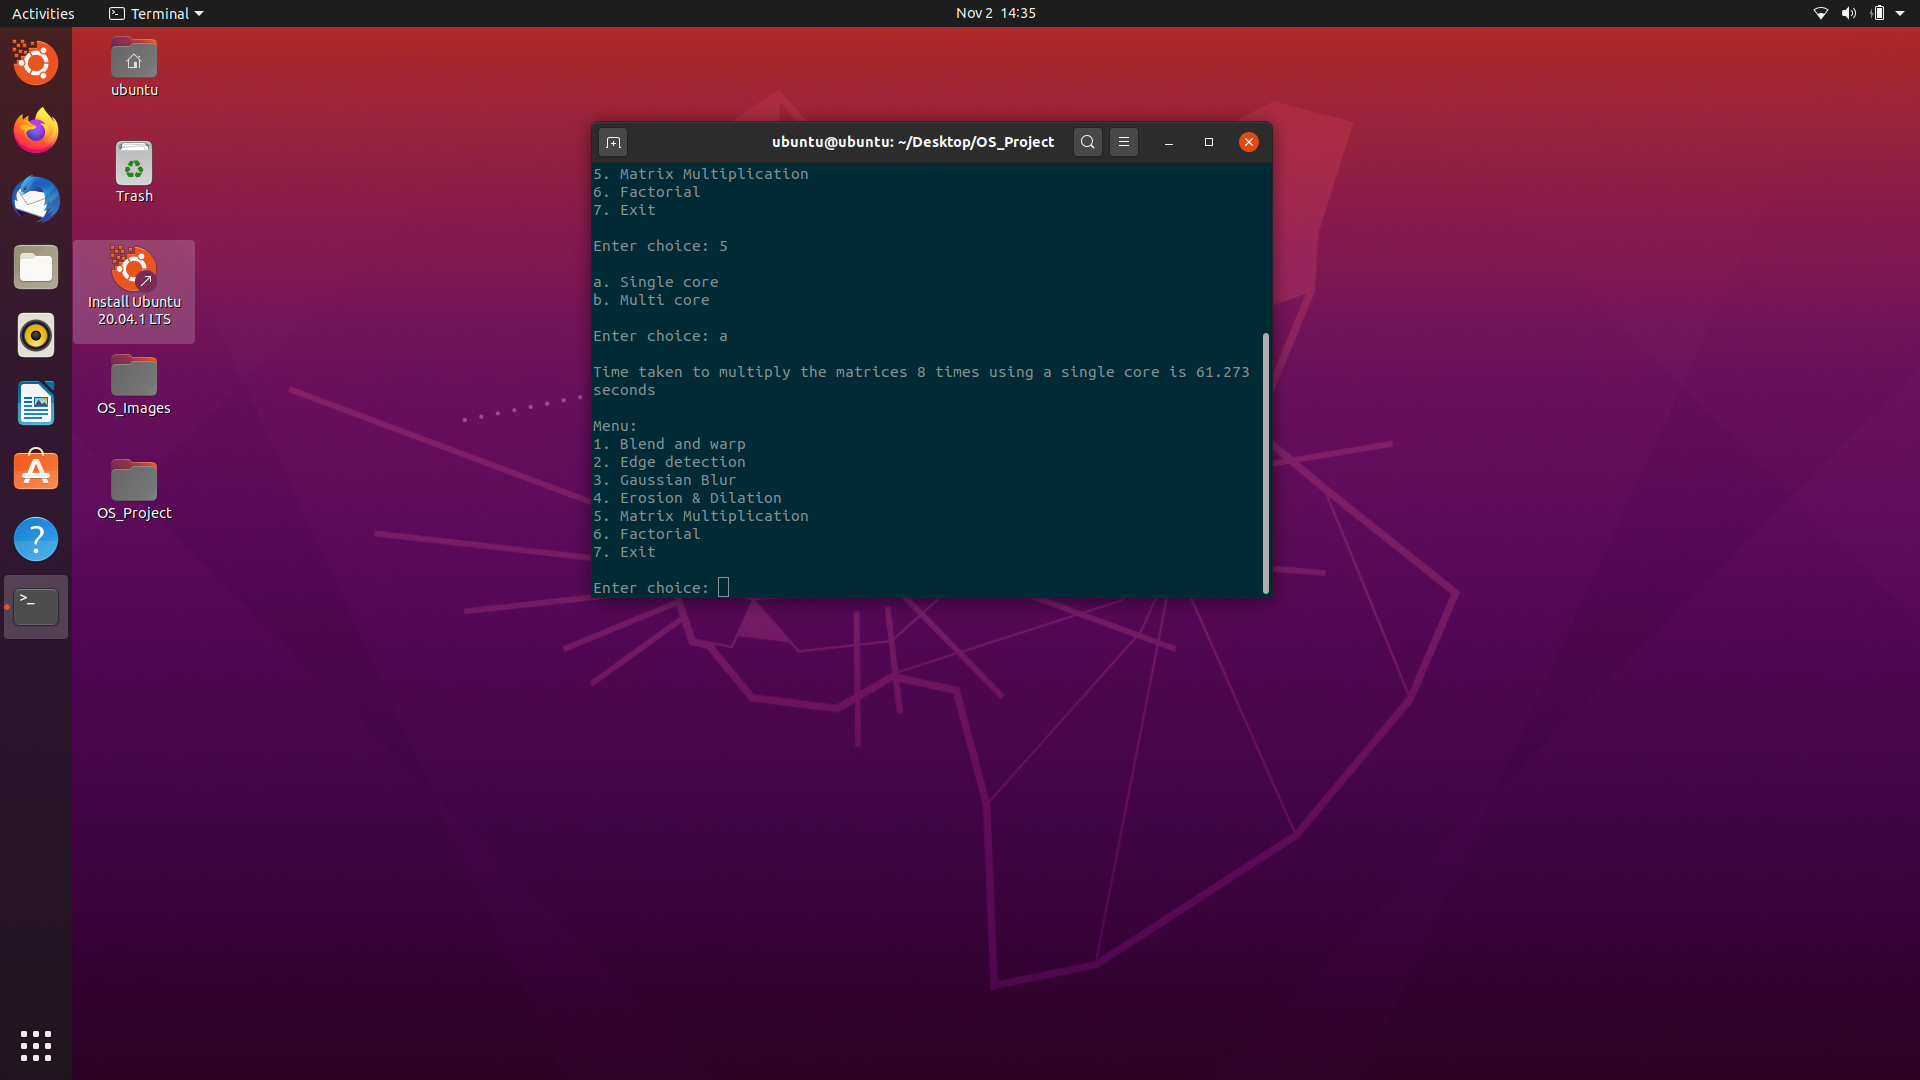 Activities
Terminal
Nov 2 14:35
ubuntu
Trash
Install Ubuntu
20.04.1 LTS
OS_Images
OS_Project
ubuntu@ubuntu: ~/Desktop/OS_Project
5. Matrix Multiplication
6. Factorial
7. Exit
Enter choice: 5
a. Single core
b. Multi core
Enter choice: a
Time taken to multiply the matrices 8 times using a single core is 61.273
seconds
Menu:
1. Blend and warp
2. Edge detection
3. Gaussian Blur
4. Erosion & Dilation
5. Matrix Multiplication
6. Factorial
7. Exit
Enter choice: